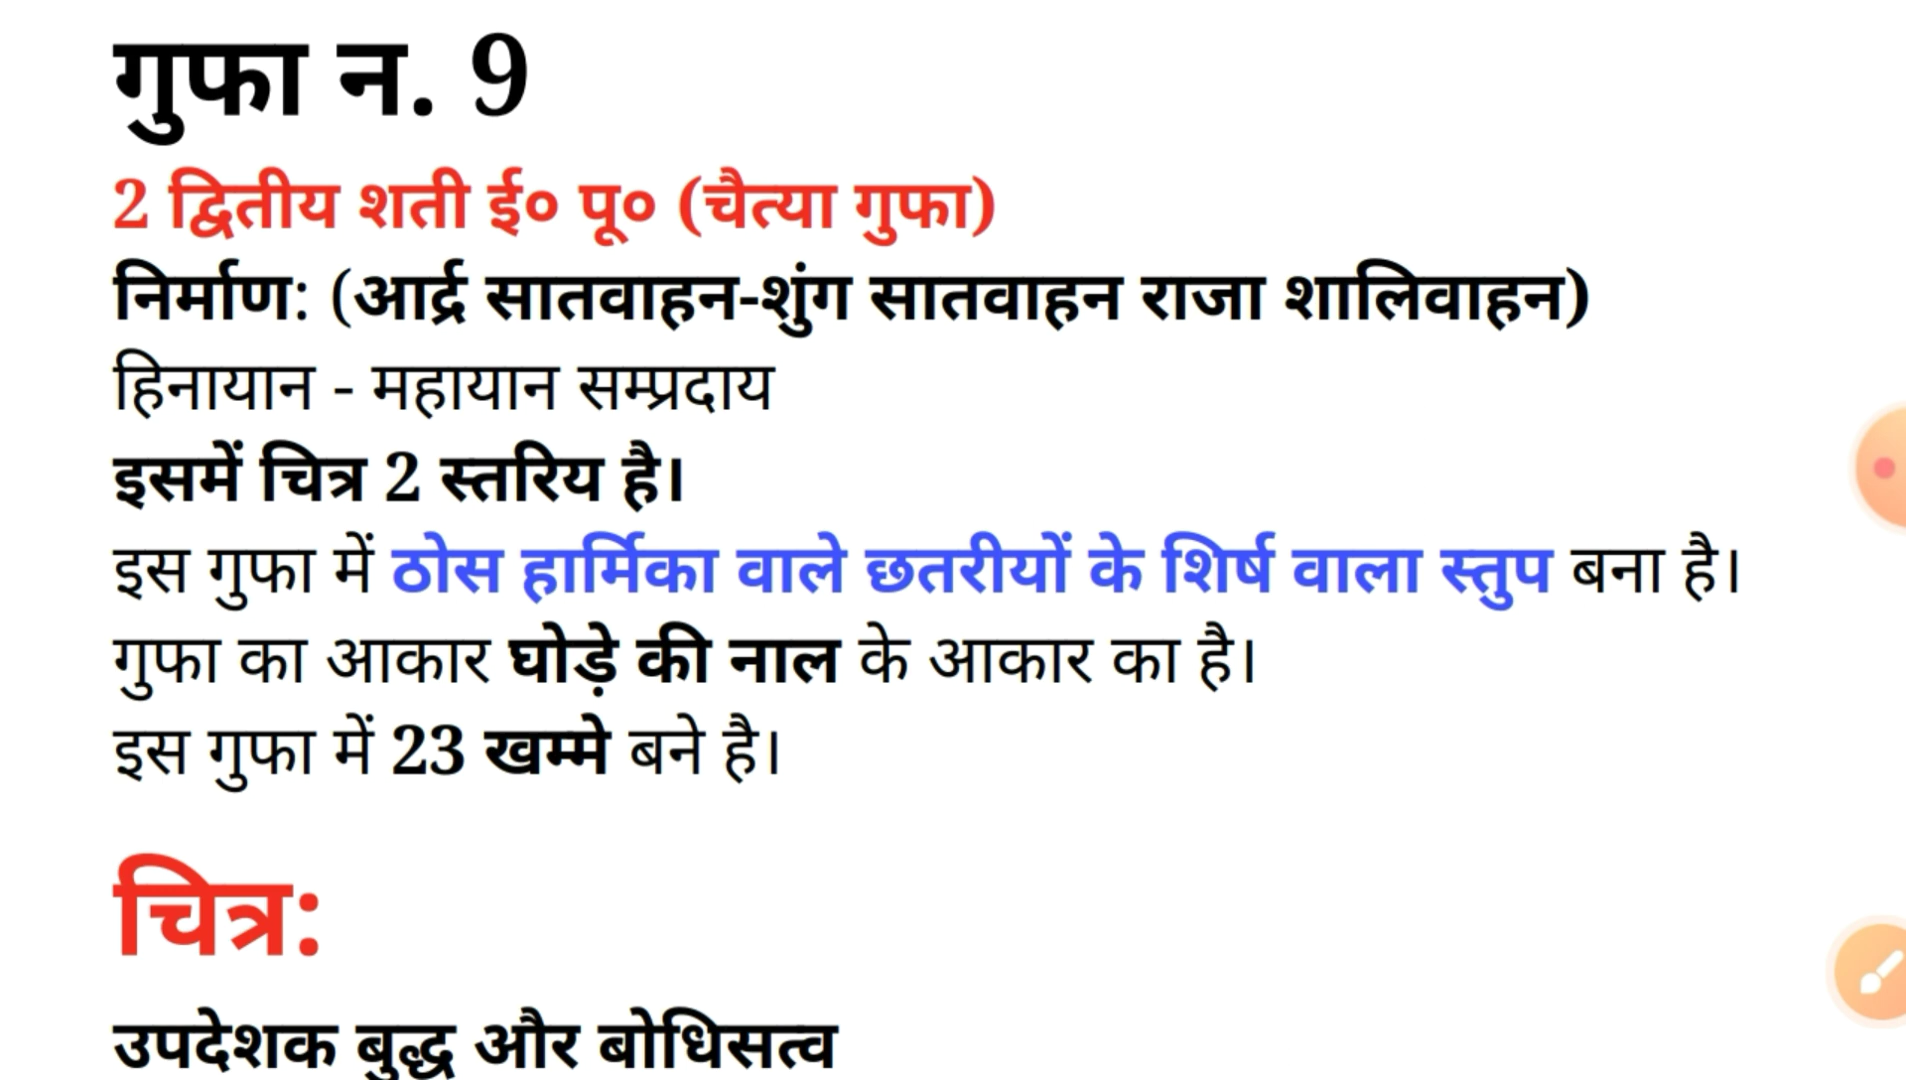 गुफा न. 9
2 द्वितीय शती ई० पू० (चैत्या गुफा)
निर्माण: (आर्द्र सातवाहन-शुंग सातवाहन राजा शालिवाहन)
हिनायान - महायान सम्प्रदाय
इसमें चित्र 2 स्तरिय है।
इस गुफा में ठोस हार्मिका वाले छतरीयों के शिर्ष वाला स्तुप बना है।
गुफा का आकार घोड़े की नाल के आकार का है।
इस गुफा में 23 खम्मे बने है।
चित्र:
उपदेशक बुद्ध और बोधिसत्व